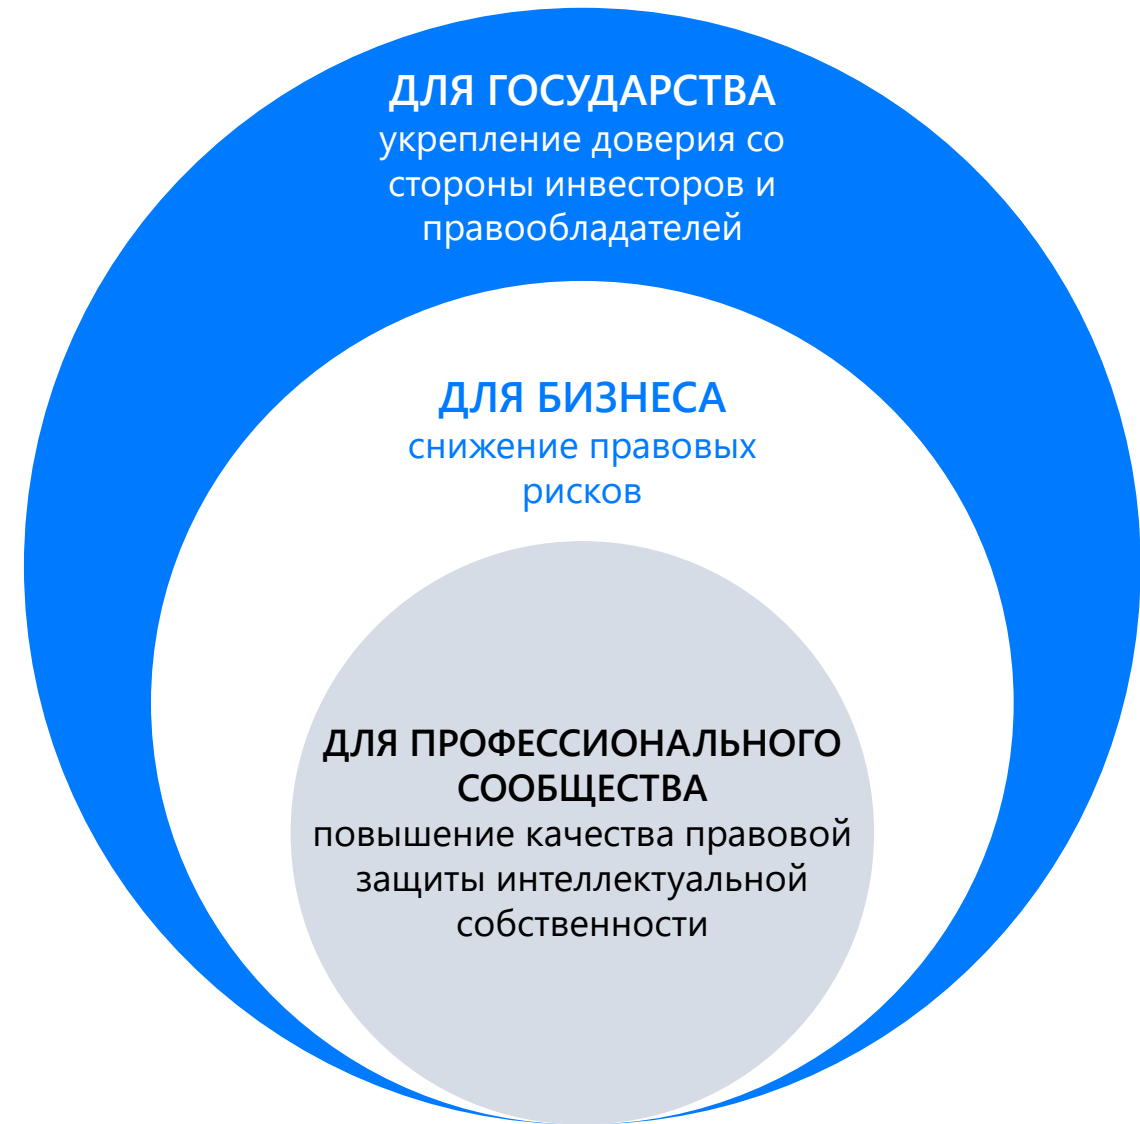 ДЛЯ ГОСУДАРСТВА
укрепление доверия со
стороны инвесторов и
правообладателей
ДЛЯ БИЗНЕСА
снижение правовых
рисков
ДЛЯ ПРОФЕССИОНАЛЬНОГО
СООБЩЕСТВА
повышение качества правовой
защиты интеллектуальной
собственности